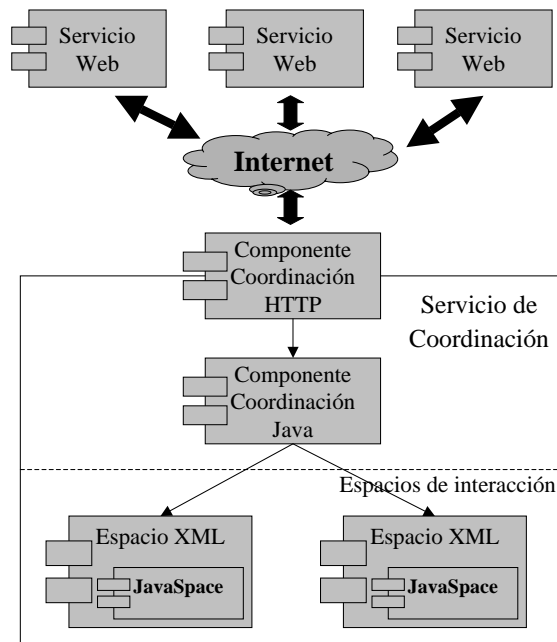 Servicio
Web
Servicio
Web
Servicio
Web
Internet
Componente
Coordinación
HTTP
Servicio de
Coordinación
Componente
Coordinación
Java
Espacios de interacción
Espacio XML
JavaSpace
Espacio XML
JavaSpace